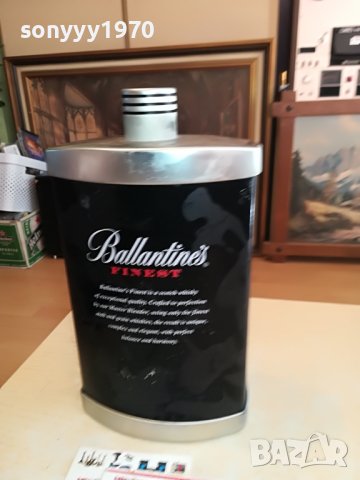 sonyyy1970
Ballantine's
FINEST
Ballantine's Finest is a scotch whisky
of exceptional quality. Crafted to perfection
by our Master Blender, using only the finest
malt and grain whiskies, the result is unique,
complex and elegant, with perfect
balance and harmony.
BAZAR